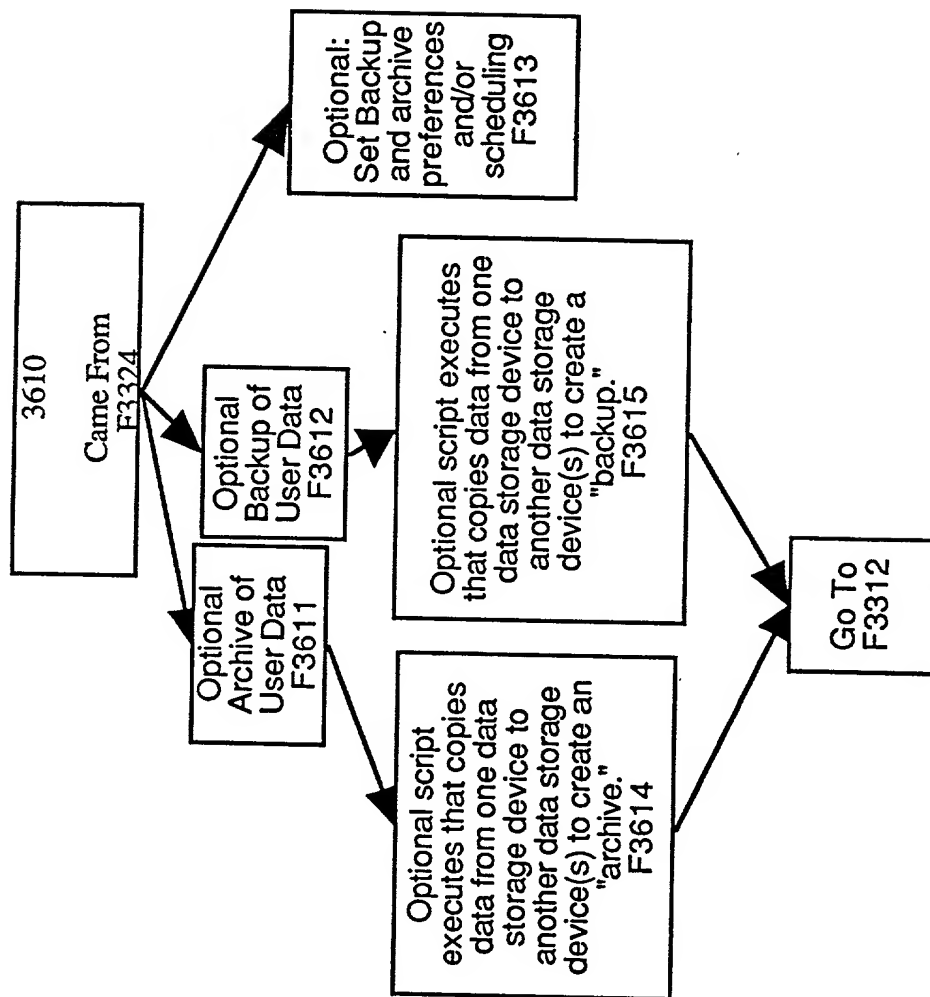 3610
Came From
F3324
Optional
Archive of
User Data
F3611
Optional
Backup of
User Data
F3612
Optional:
Set Backup
and archive
preferences
and/or
scheduling
F3613
Optional script
executes that copies
data from one data
storage device to
another data storage
device(s) to create an
"archive."
F3614
Optional script executes
that copies data from one
data storage device to
another data storage
device(s) to create a
"backup."
F3615
Go To
F3312